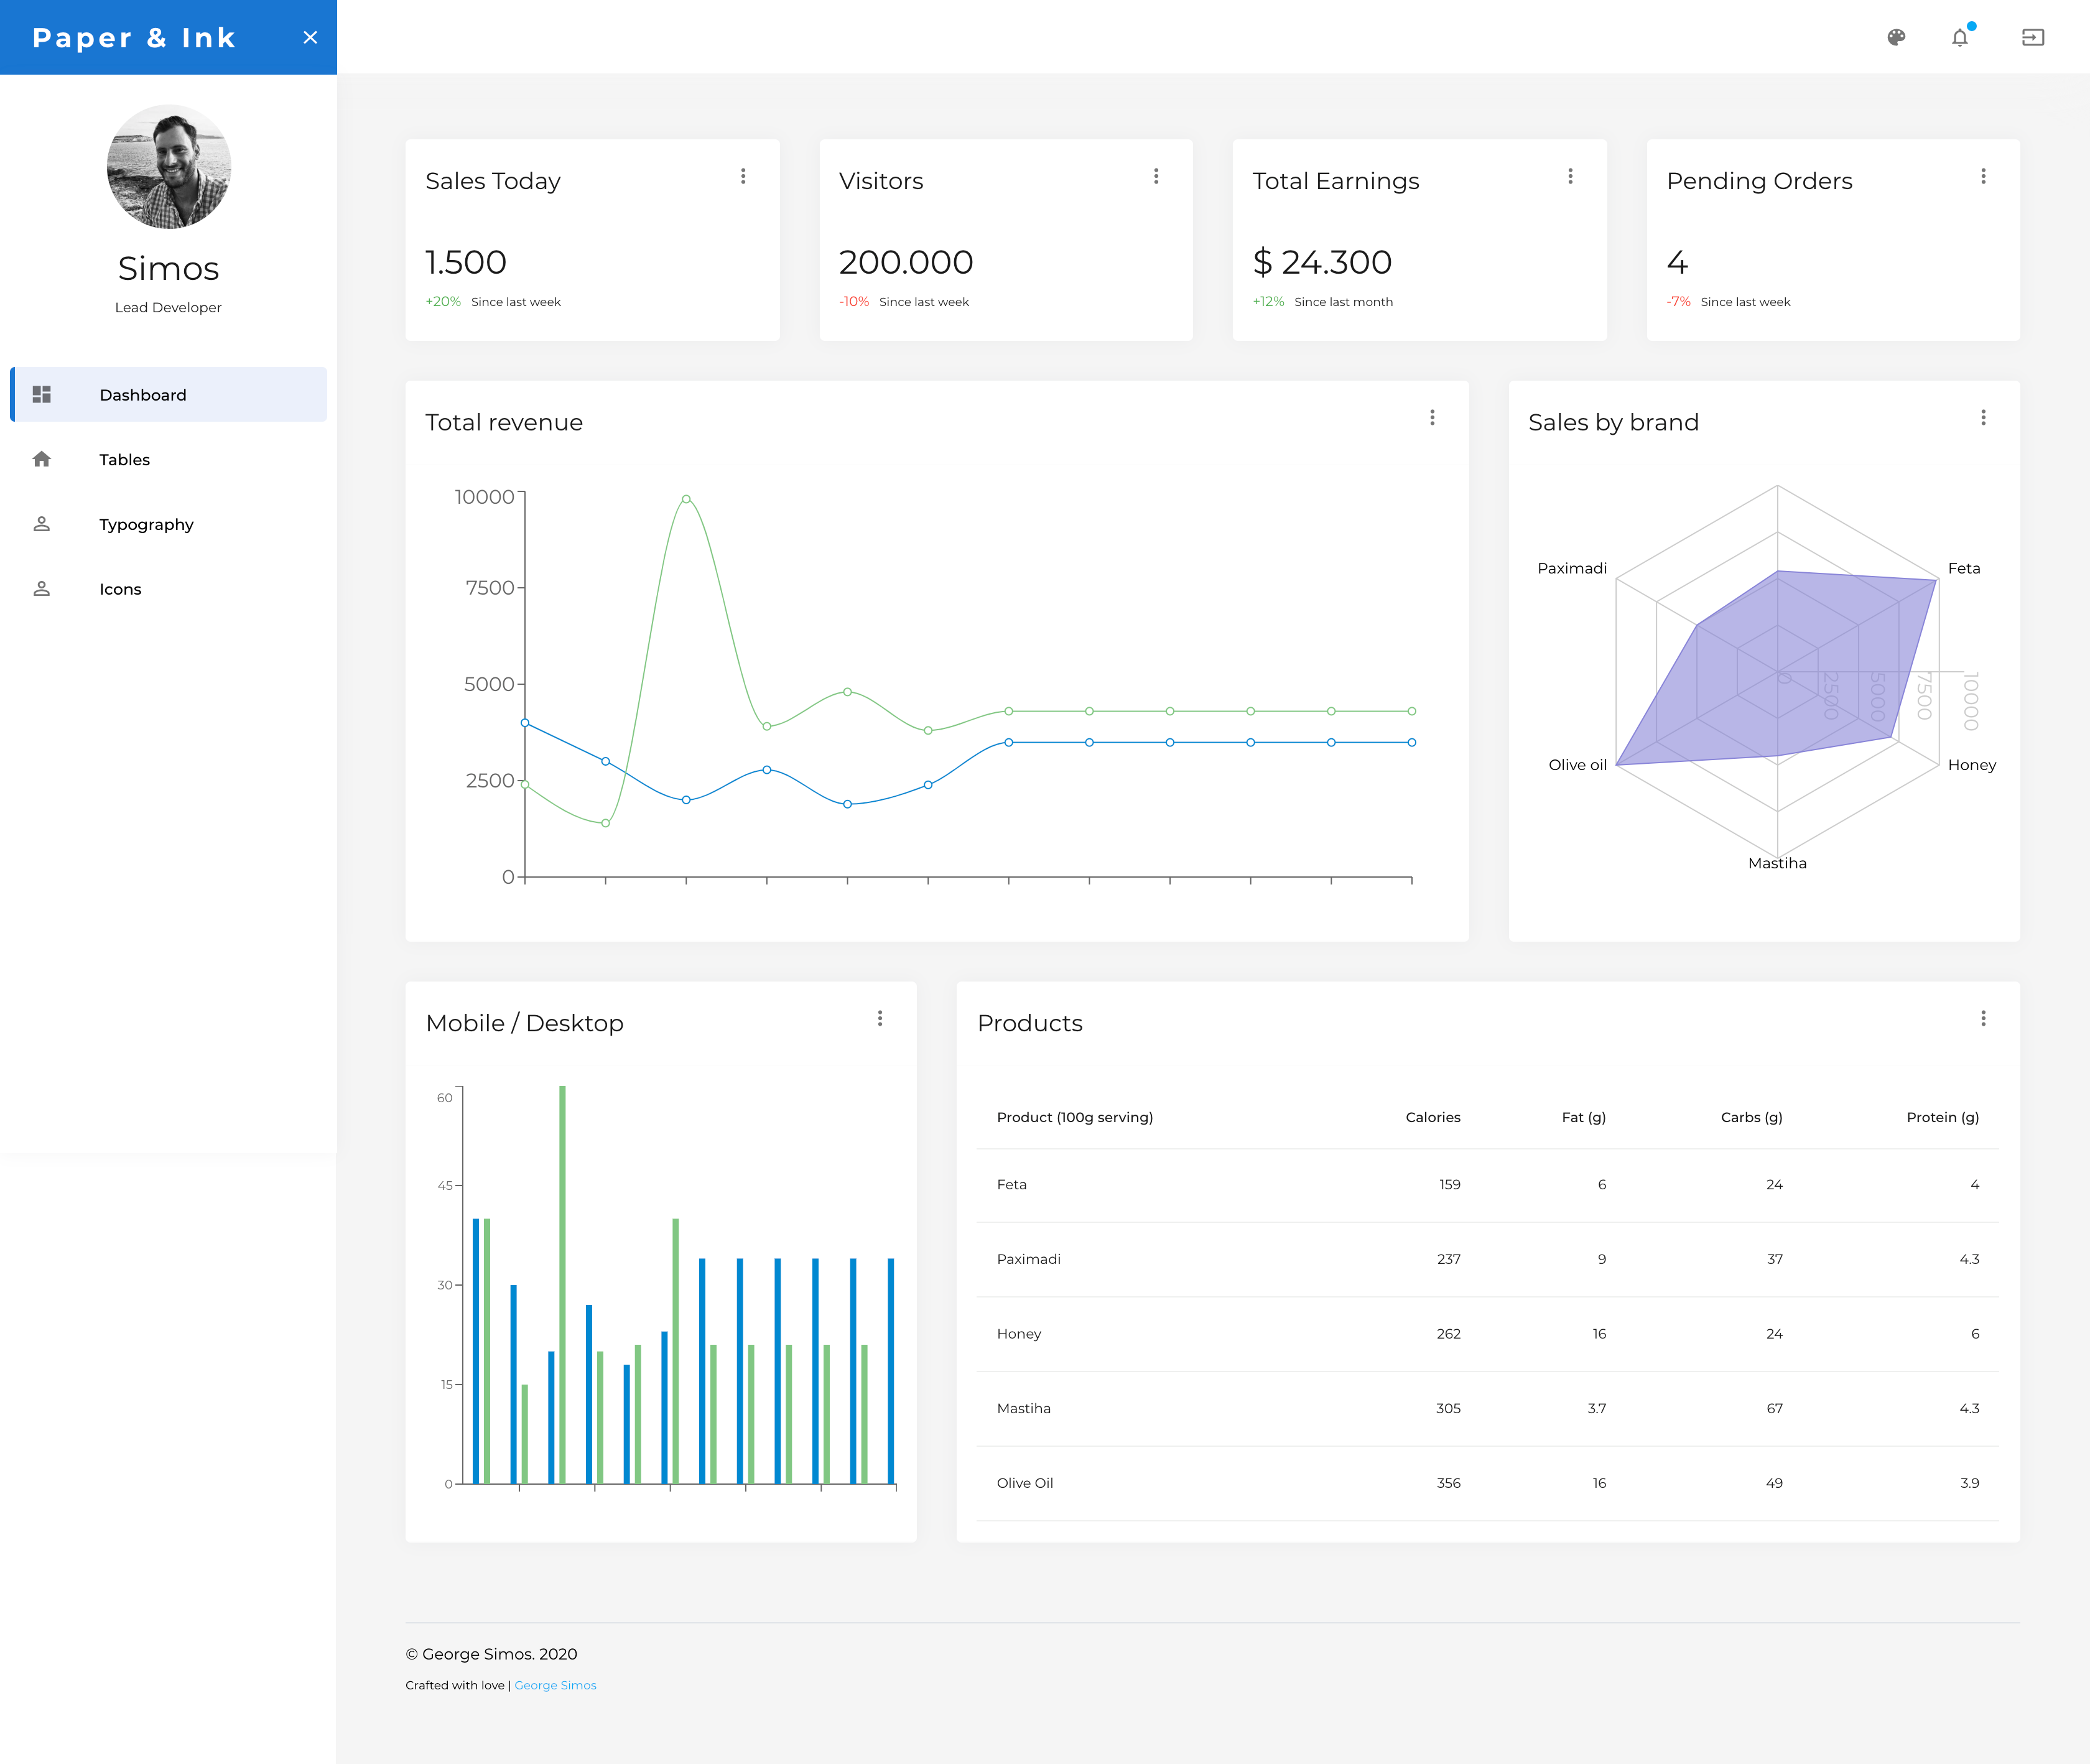 Paper & Ink
Simos
Lead Developer
Dashboard
Tables
Typography
Icons
Sales Today
1.500
+20% Since last week
Visitors
200.000
-10% Since last week
Total Earnings
$ 24.300
+12% Since last month
Pending Orders
4
-7% Since last week
Total revenue
10000
7500
5000
2500
0
Sales by brand
Paximadi
Feta
0
2500
5000
7500
10000
Olive oil
Honey
Mastiha
Mobile / Desktop
60
45
30
15
0
Products
Product (100g serving) Calories Fat (g) Carbs (g) Protein (g)
Feta 159 6 24 4
Paximadi 237 9 37 4.3
Honey 262 16 24 6
Mastiha 305 3.7 67 4.3
Olive Oil 356 16 49 3.9
© George Simos. 2020
Crafted with love | George Simos